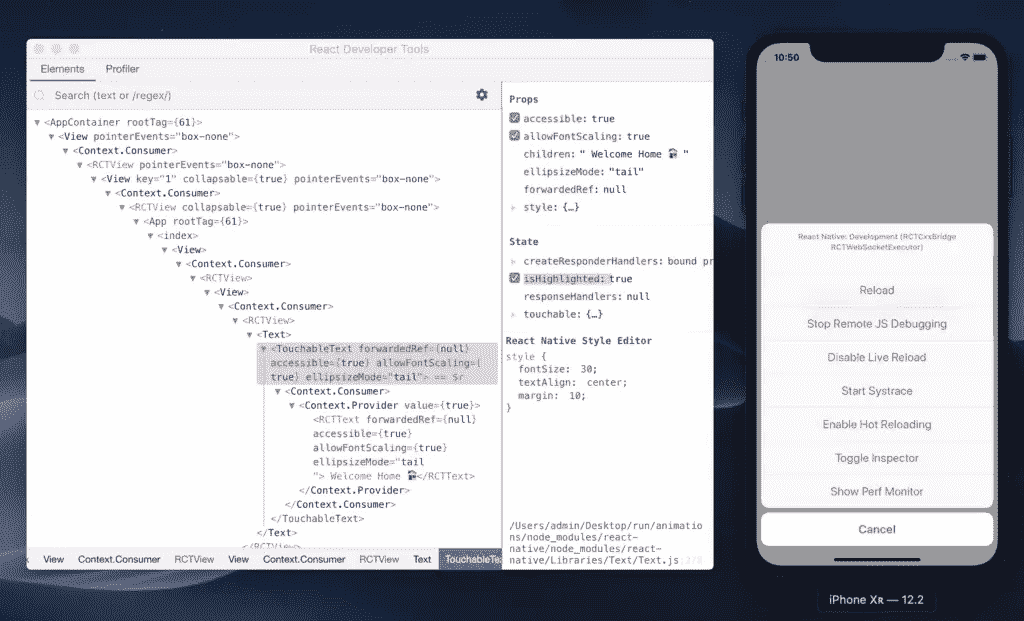 React Developer Tools
Elements Profiler
Search (text or /regex/)
<AppContainer rootTag={61}>
<View pointerEvents="box-none">
<Context.Consumer>
<RCTView pointerEvents="box-none">
<View key="1" collapsable={true} pointerEvents="box-none">
<Context.Consumer>
<RCTView collapsable={true} pointerEvents="box-none">
<App rootTag={61}>
<index>
<View>
<Context.Consumer>
<RCTView>
<View>
<Context.Consumer>
<RCTView>
<Text>
<TouchableText forwardedRef={null}
accessible={true} allowFontScaling={
true} ellipsizeMode="tail"> == $r
<Context.Consumer>
<Context.Provider value={true}>
<RCTText forwardedRef={null}
accessible={true}
allowFontScaling={true}
ellipsizeMode="tail
"> Welcome Home </RCTText>
</Context.Provider>
</Context.Consumer>
</TouchableText>
</Text>
</RCTView>
View Context.Consumer RCTView View Context.Consumer RCTView Text TouchableTe
Props
accessible: true
allowFontScaling: true
children: " Welcome Home "
ellipsizeMode: "tail"
forwardedRef: null
style: {…}
State
createResponderHandlers: bound pr
isHighlighted: true
responseHandlers: null
touchable: {…}
React Native Style Editor
style {
fontSize: 30;
textAlign: center;
margin: 10;
}
/Users/admin/Desktop/run/animatio
ns/node_modules/react-
native/node_modules/react-
native/Libraries/Text/Text.js
10:50
React Native: Development (RCTCxxBridge
RCTWebSocketExecutor)
Reload
Stop Remote JS Debugging
Disable Live Reload
Start Systrace
Enable Hot Reloading
Toggle Inspector
Show Perf Monitor
Cancel
iPhone Xʀ — 12.2